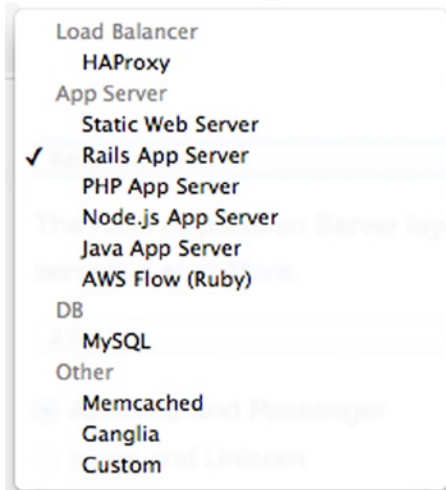 Load Balancer
HAProxy
App Server
Static Web Server
✓ Rails App Server
PHP App Server
Node.js App Server
Java App Server
AWS Flow (Ruby)
DB
MySQL
Other
Memcached
Ganglia
Custom